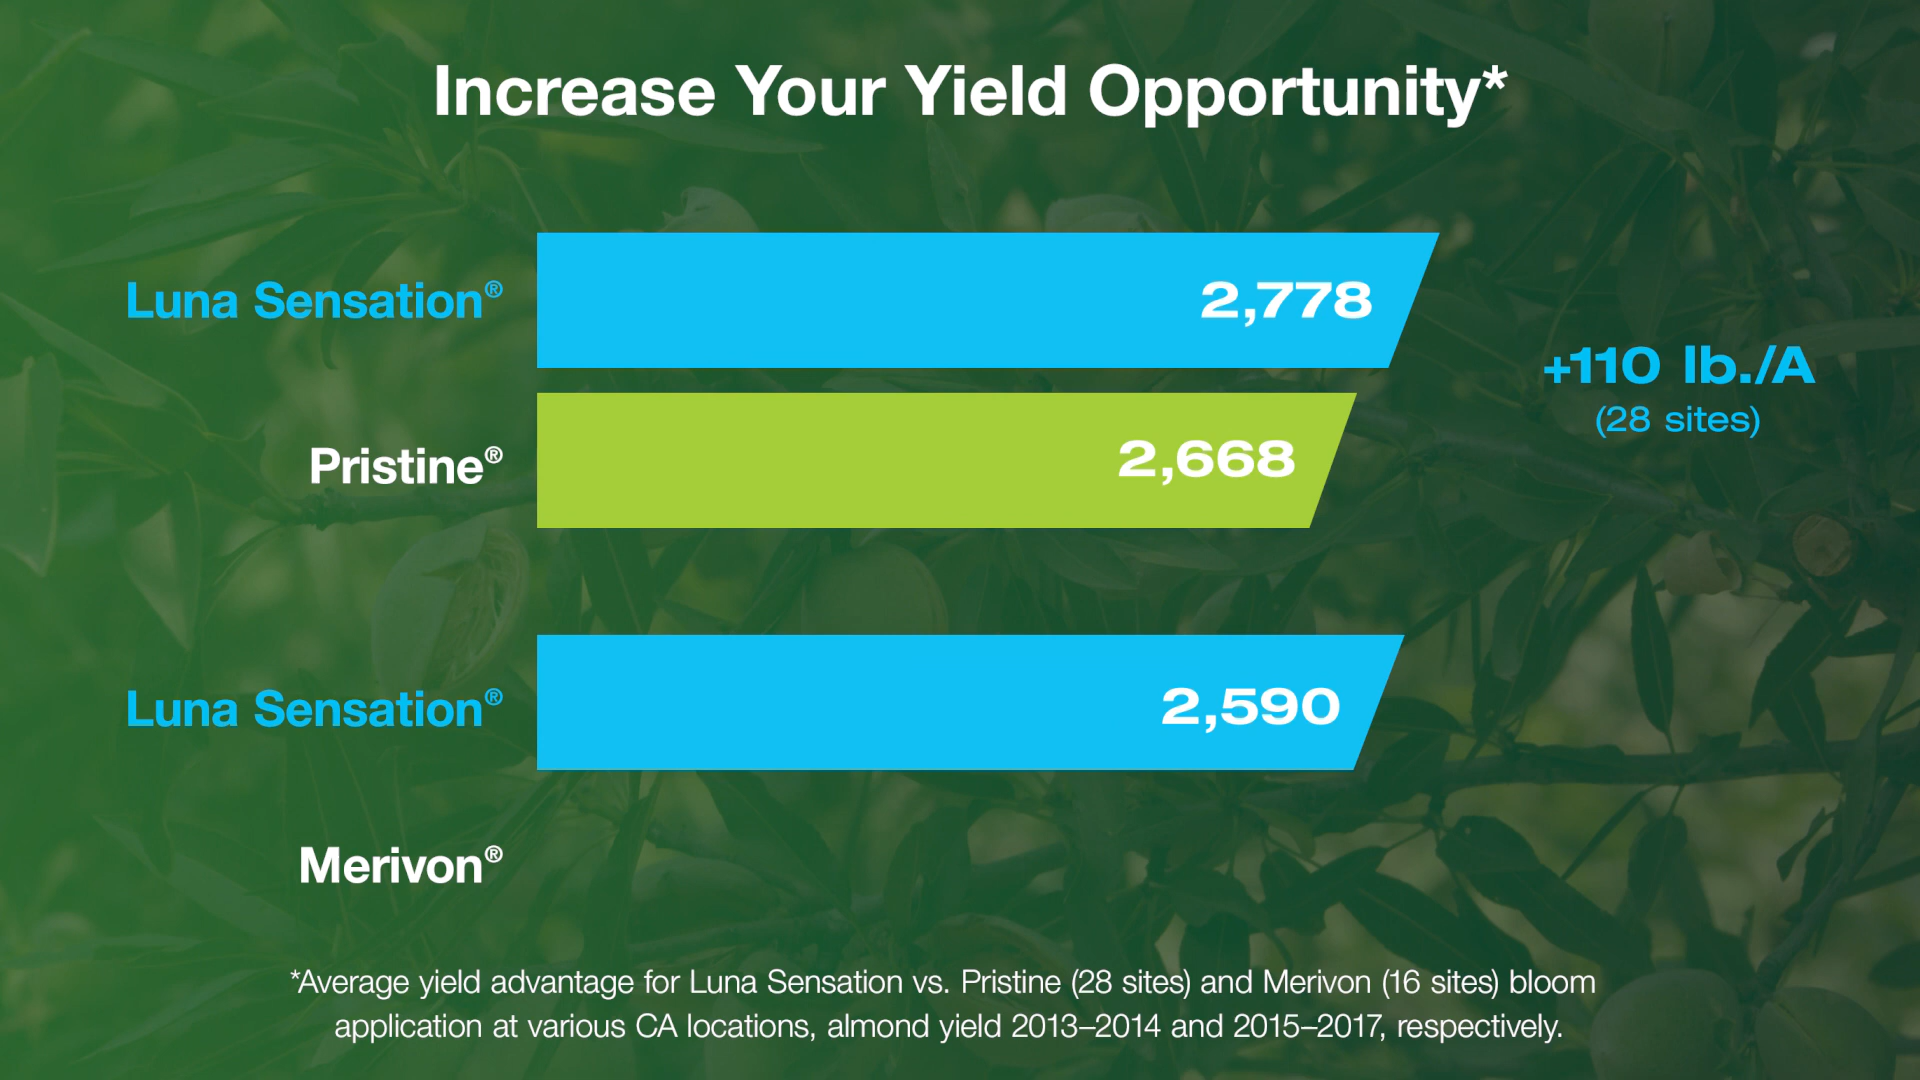 Increase Your Yield Opportunity*
Luna Sensation®
2,778
+110 lb./A
(28 sites)
Pristine®
2,668
Luna Sensation®
2,590
Merivon®
*Average yield advantage for Luna Sensation vs. Pristine (28 sites) and Merivon (16 sites) bloom
application at various CA locations, almond yield 2013–2014 and 2015–2017, respectively.